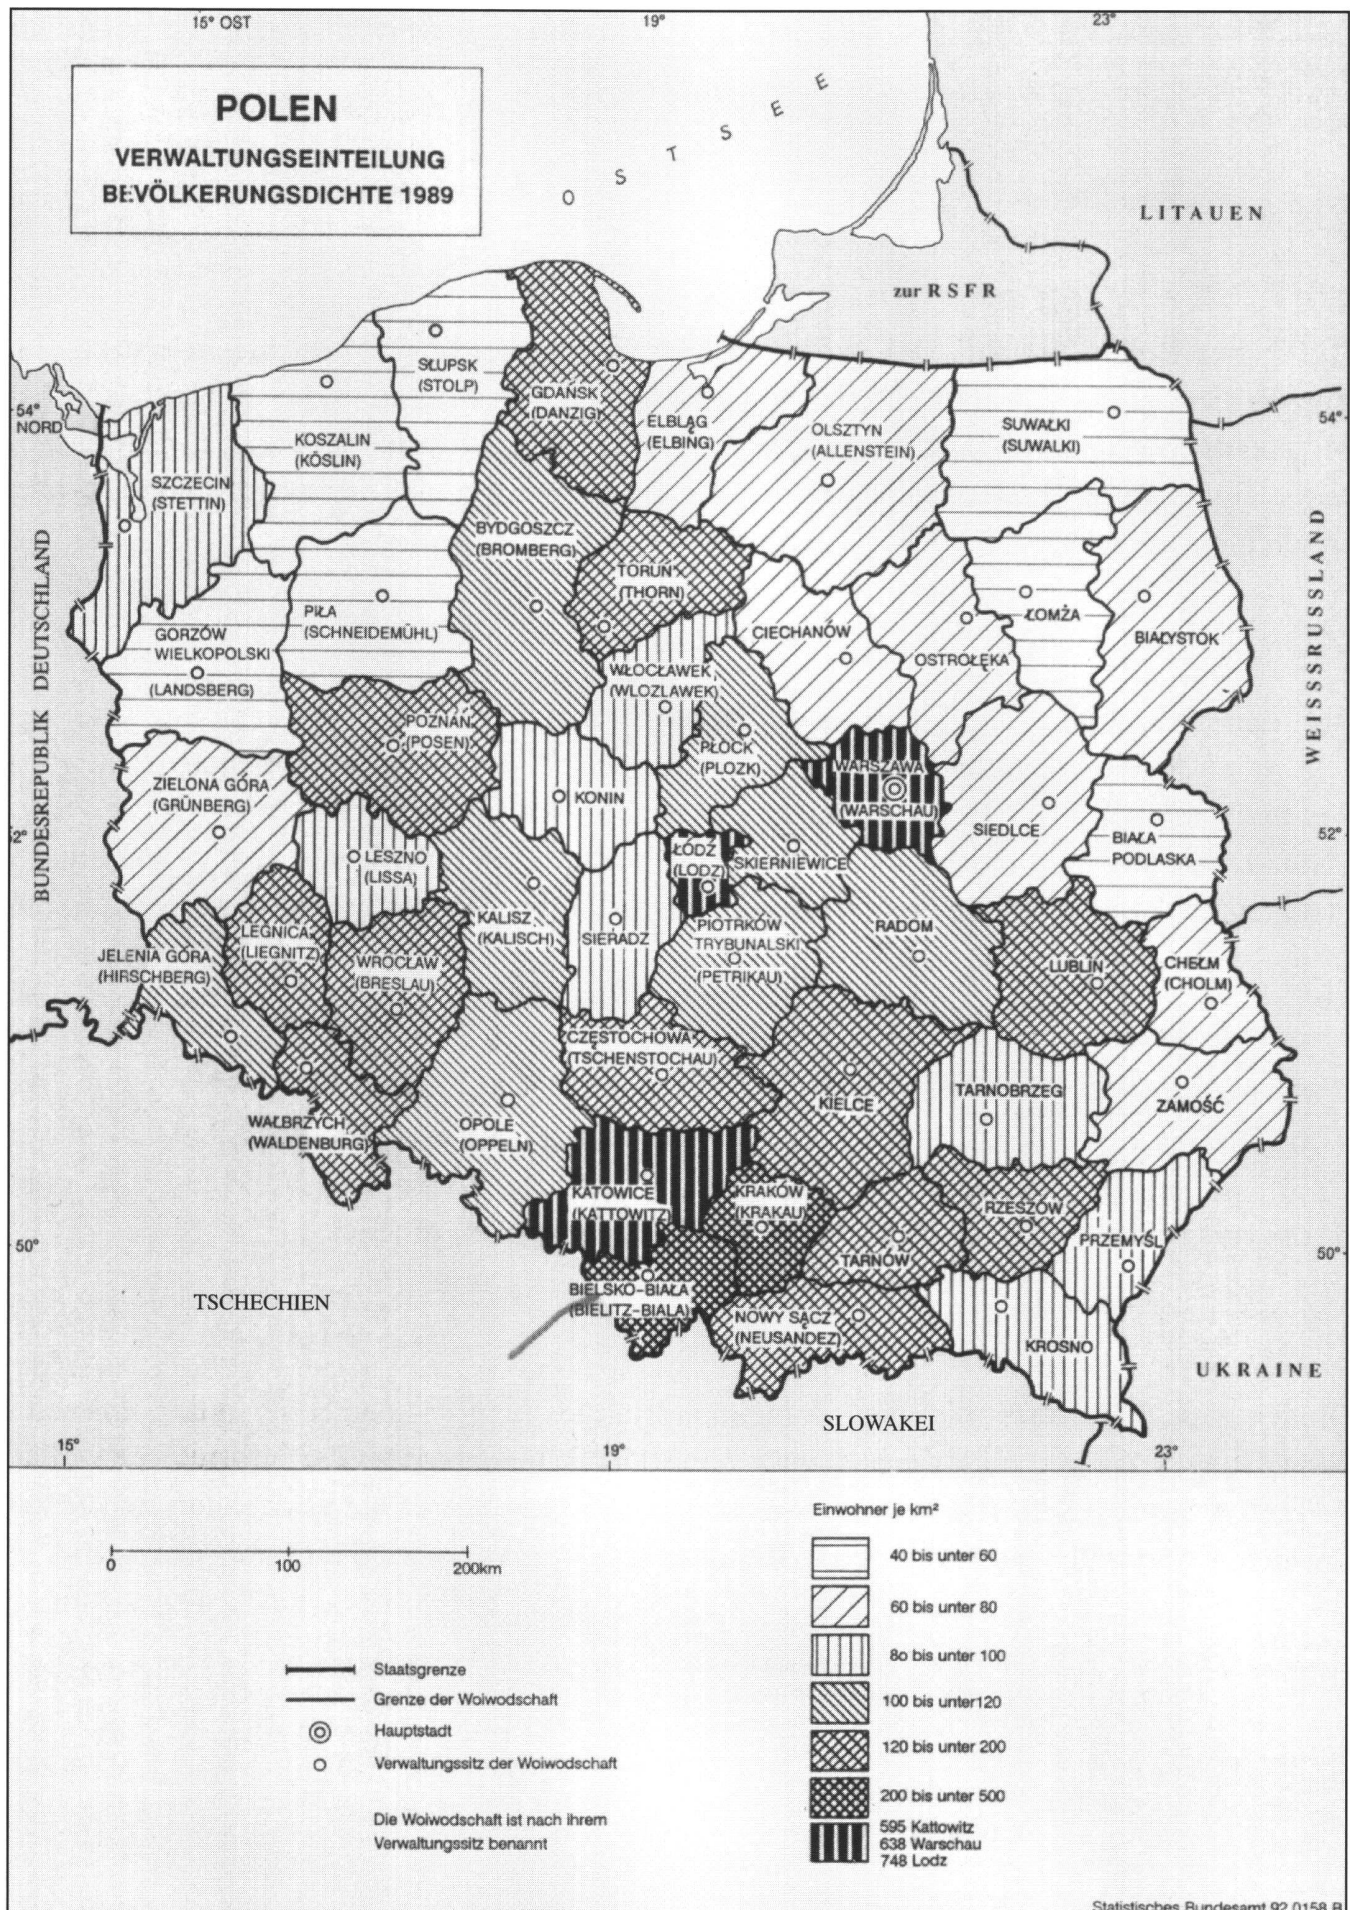 15° OST
19°
23°
POLEN
VERWALTUNGSEINTEILUNG
BEVÖLKERUNGSDICHTE 1989
OSTSEE
LITAUEN
zur RSFR
54°
NORD
54°
SŁUPSK
(STOLP)
GDAŃSK
(DANZIG)
KOSZALIN
(KÖSLIN)
ELBLĄG
(ELBING)
OLSZTYN
(ALLENSTEIN)
SUWAŁKI
(SUWALKI)
SZCZECIN
(STETTIN)
BYDGOSZCZ
(BROMBERG)
TORUŃ
(THORN)
PIŁA
(SCHNEIDEMÜHL)
GORZÓW
WIELKOPOLSKI
(LANDSBERG)
CIECHANÓW
OSTROŁĘKA
ŁOMŻA
BIAŁYSTOK
WŁOCŁAWEK
(WLOZLAWEK)
BUNDESREPUBLIK DEUTSCHLAND
WEISSRUSSLAND
POZNAŃ
(POSEN)
PŁOCK
(PLOZK)
WARSZAWA
(WARSCHAU)
ZIELONA GÓRA
(GRÜNBERG)
KONIN
SIEDLCE
BIAŁA
PODLASKA
2°
52°
LESZNO
(LISSA)
ŁÓDŹ
(LODZ)
SKIERNIEWICE
KALISZ
(KALISCH)
SIERADZ
PIOTRKÓW
TRYBUNALSKI
(PETRIKAU)
RADOM
LEGNICA
(LIEGNITZ)
JELENIA GÓRA
(HIRSCHBERG)
WROCŁAW
(BRESLAU)
LUBLIN
CHEŁM
(CHOLM)
CZĘSTOCHOWA
(TSCHENSTOCHAU)
KIELCE
TARNOBRZEG
ZAMOŚĆ
WAŁBRZYCH
(WALDENBURG)
OPOLE
(OPPELN)
KATOWICE
(KATTOWITZ)
KRAKÓW
(KRAKAU)
RZESZÓW
TARNÓW
PRZEMYŚL
50°
50°
TSCHECHIEN
BIELSKO-BIAŁA
(BIELITZ-BIALA)
NOWY SĄCZ
(NEUSANDEZ)
KROSNO
UKRAINE
SLOWAKEI
15°
19°
23°
0 100 200km
Staatsgrenze
Grenze der Woiwodschaft
Hauptstadt
Verwaltungssitz der Woiwodschaft
Die Woiwodschaft ist nach ihrem
Verwaltungssitz benannt
Einwohner je km²
40 bis unter 60
60 bis unter 80
8o bis unter 100
100 bis unter120
120 bis unter 200
200 bis unter 500
595 Kattowitz
638 Warschau
748 Lodz
Statistisches Bundesamt 92 0158 B